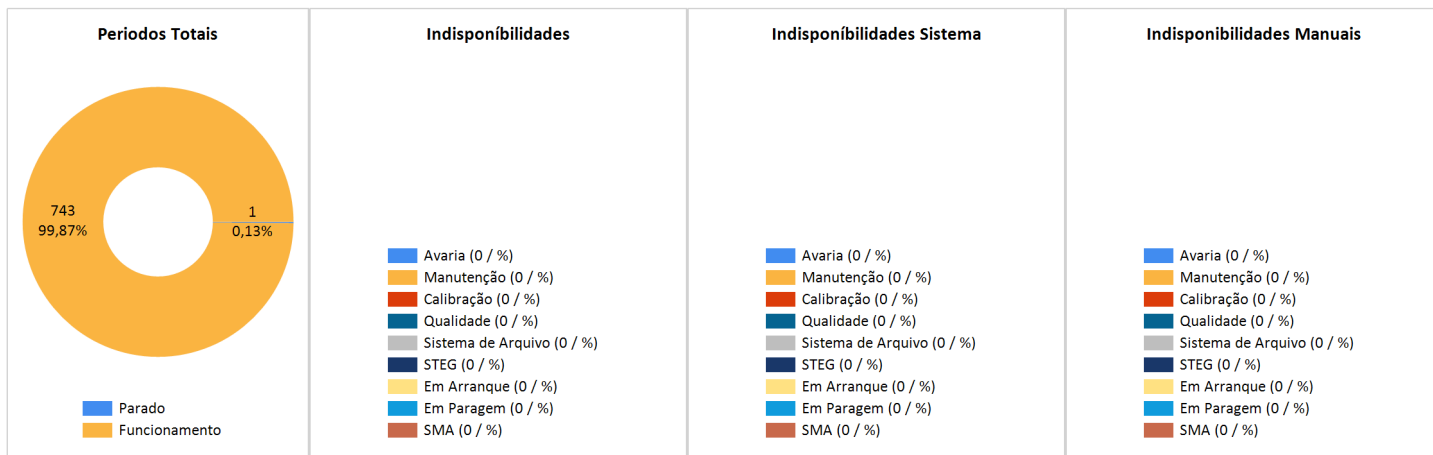 Periodos Totais
743
99,87%
1
0,13%
Parado
Funcionamento
Indisponíbilidades
Avaria (0 / %)
Manutenção (0 / %)
Calibração (0 / %)
Qualidade (0 / %)
Sistema de Arquivo (0 / %)
STEG (0 / %)
Em Arranque (0 / %)
Em Paragem (0 / %)
SMA (0 / %)
Indisponíbilidades Sistema
Avaria (0 / %)
Manutenção (0 / %)
Calibração (0 / %)
Qualidade (0 / %)
Sistema de Arquivo (0 / %)
STEG (0 / %)
Em Arranque (0 / %)
Em Paragem (0 / %)
SMA (0 / %)
Indisponibilidades Manuais
Avaria (0 / %)
Manutenção (0 / %)
Calibração (0 / %)
Qualidade (0 / %)
Sistema de Arquivo (0 / %)
STEG (0 / %)
Em Arranque (0 / %)
Em Paragem (0 / %)
SMA (0 / %)